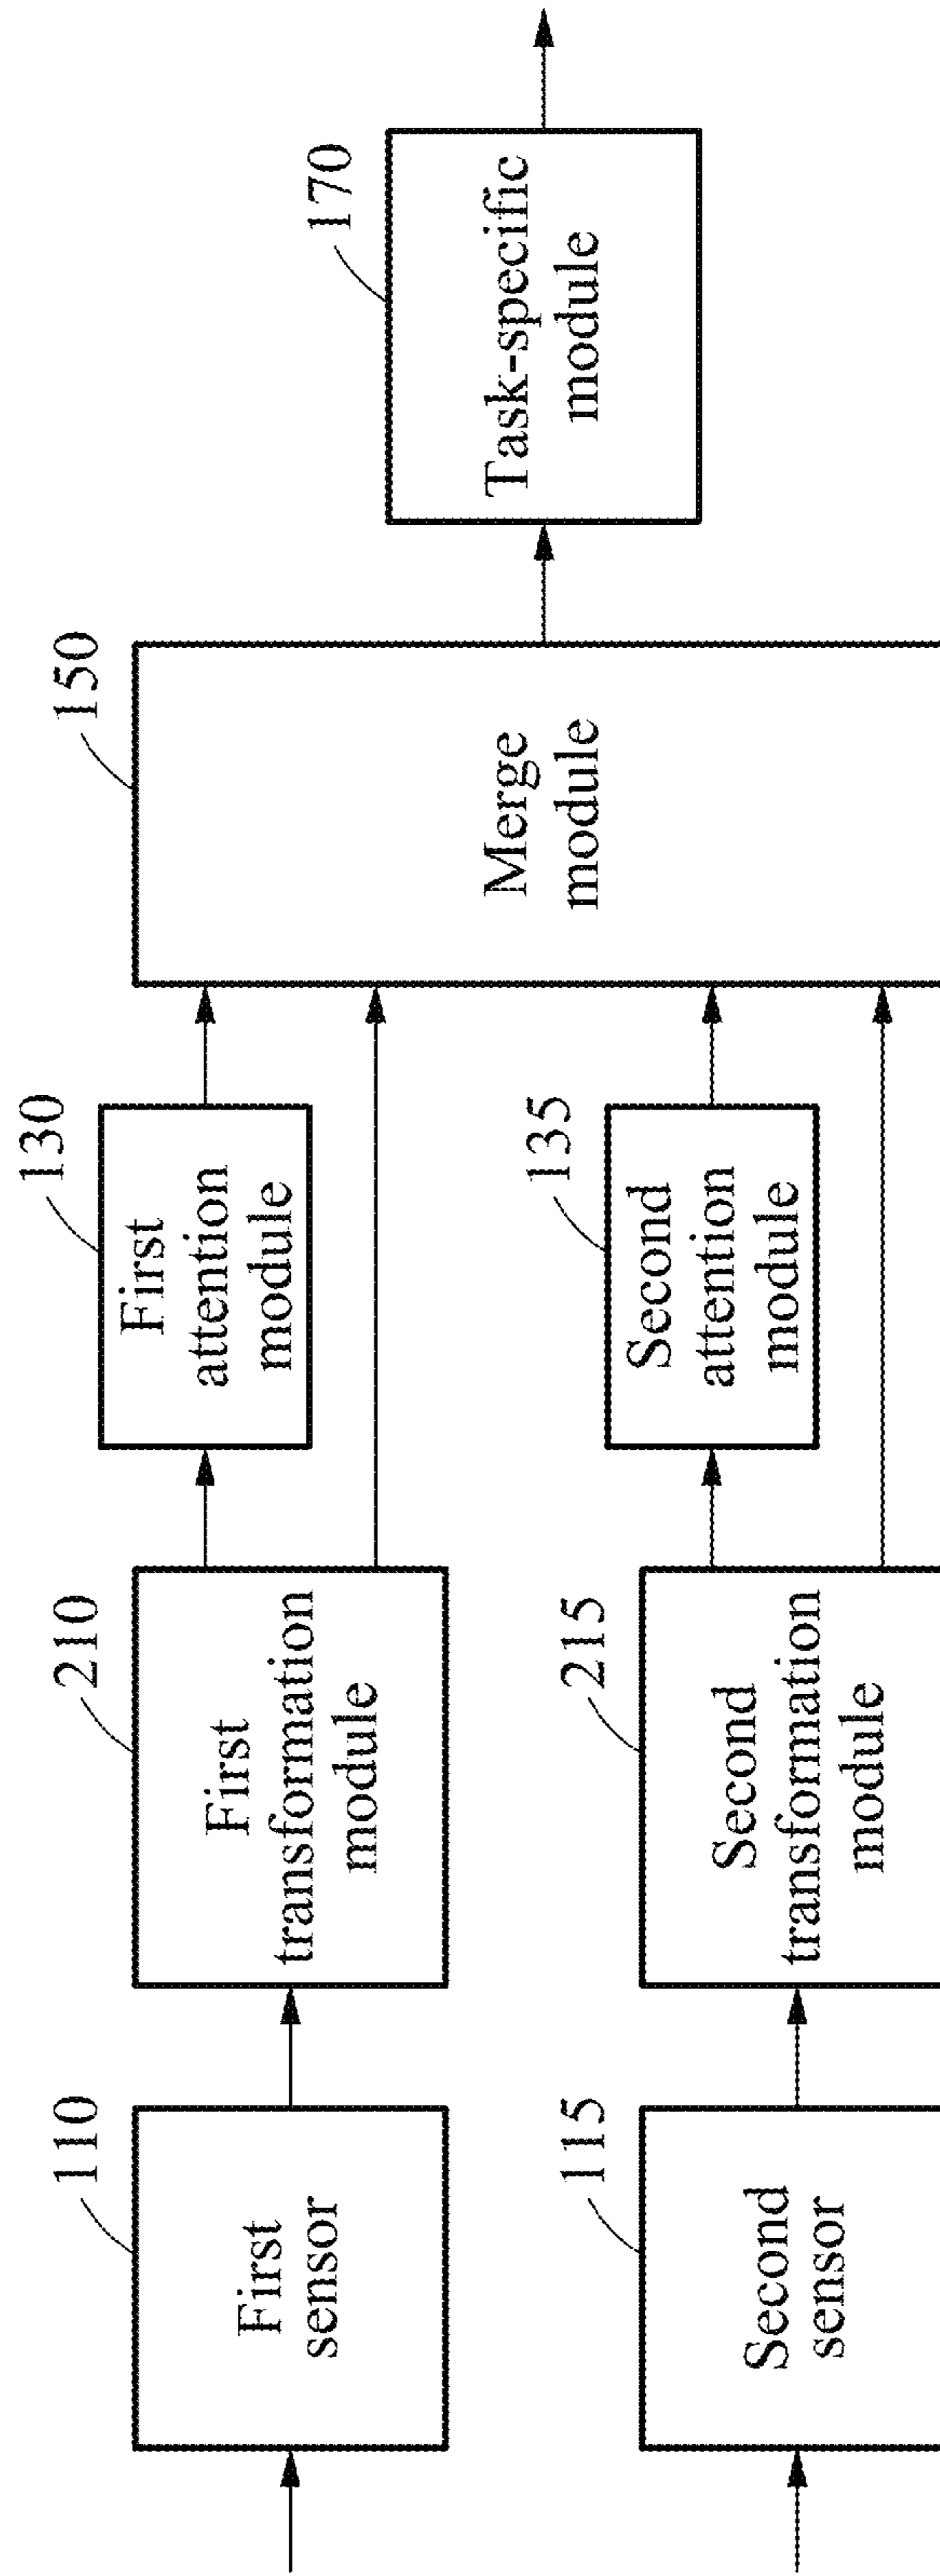 110
First
sensor
210
First
transformation
module
130
First
attention
module
115
Second
sensor
215
Second
transformation
module
135
Second
attention
module
150
Merge
module
170
Task-specific
module